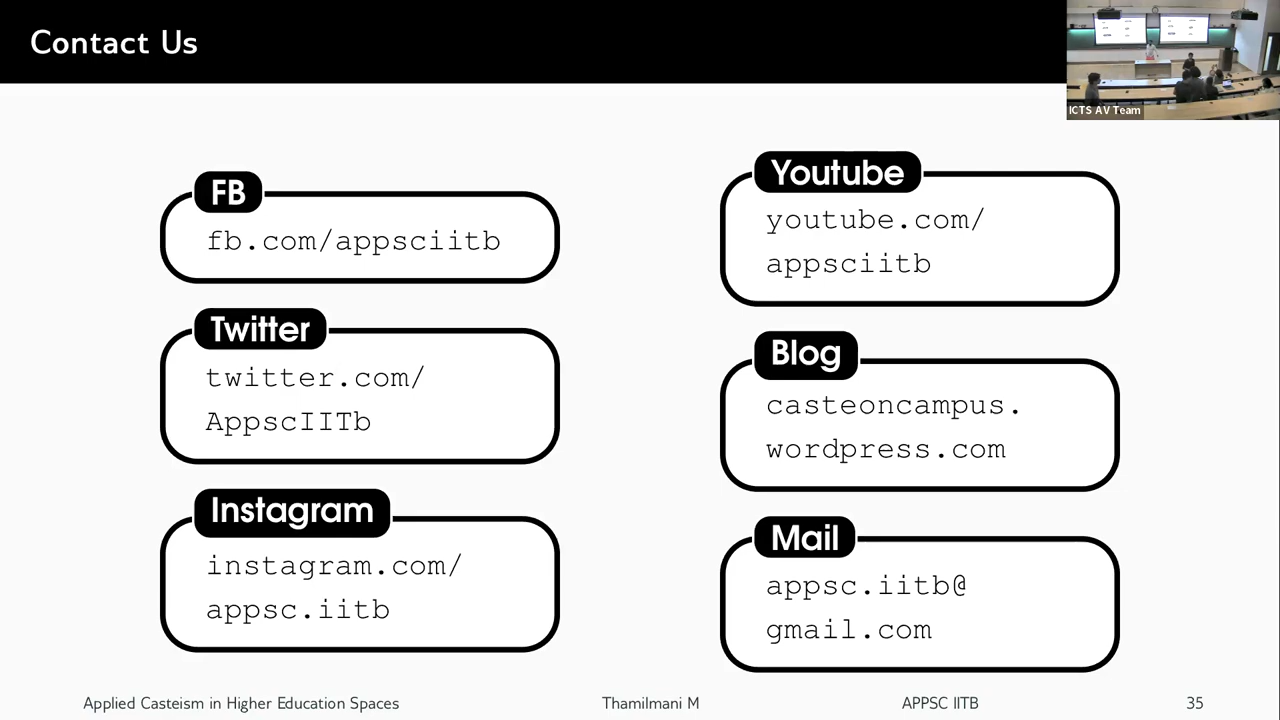 Contact Us
ICTS AV Team
FB
fb.com/appsciitb
Twitter
twitter.com/
AppscIITb
Instagram
instagram.com/
appsc.iitb
Youtube
youtube.com/
appsciitb
Blog
casteoncampus.
wordpress.com
Mail
appsc.iitb@
gmail.com
Applied Casteism in Higher Education Spaces
Thamilmani M
APPSC IITB
35